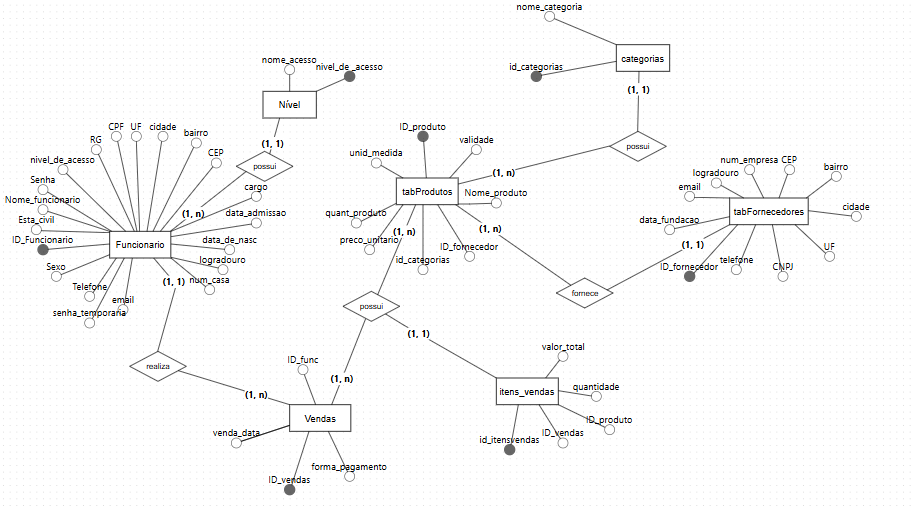 nome_categoria
categorias
id_categorias
(1, 1)
possui
nome_acesso
nivel_de_acesso
Nível
(1, 1)
possui
(1, n)
CPF
UF
cidade
RG
bairro
CEP
nivel_de_acesso
Senha
Nome_funcionario
Esta_civil
ID_Funcionario
Sexo
Telefone
senha_temporaria
email
Funcionario
cargo
data_admissao
data_de_nasc
logradouro
num_casa
(1, 1)
realiza
(1, n)
ID_produto
unid_medida
validade
(1, n)
tabProdutos
Nome_produto
quant_produto
preco_unitario
(1, n)
id_categorias
ID_fornecedor
(1, n)
fornece
(1, 1)
num_empresa
CEP
logradouro
bairro
email
tabFornecedores
cidade
data_fundacao
UF
ID_fornecedor
telefone
CNPJ
possui
(1, 1)
(1, n)
ID_func
Vendas
venda_data
ID_vendas
forma_pagamento
valor_total
itens_vendas
quantidade
ID_produto
ID_vendas
id_itensvendas